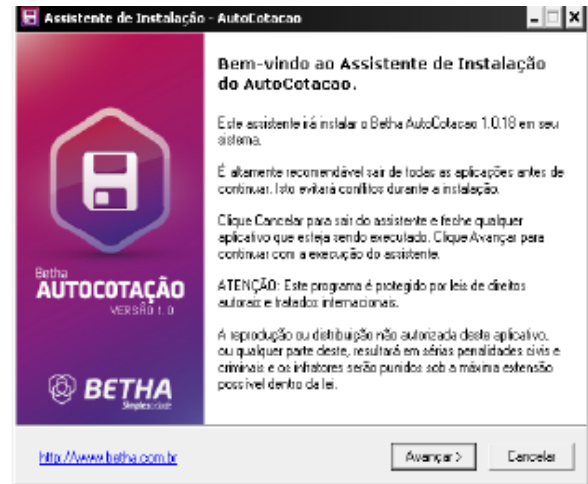 Assistente de Instalação - AutoCotacao
Bem-vindo ao Assistente de Instalação
do AutoCotacao.
Este assistente irá instalar o Betha AutoCotacao 1.0.18 em seu
sistema.
É altamente recomendável sair de todas as aplicações antes de
continuar. Isto evitará conflitos durante a instalação.
Clique Cancelar para sair do assistente e feche qualquer
aplicativo que esteja sendo executado. Clique Avançar para
continuar com a execução do assistente.
ATENÇÃO: Este programa é protegido por leis de direitos
autorais e tratados internacionais.
A reprodução ou distribuição não autorizada deste aplicativo,
ou qualquer parte deste, resultará em sérias penalidades civis e
criminais e os infratores serão punidos sob a máxima extensão
possível dentro da lei.
Betha
AUTOCOTAÇÃO
VERSÃO 1.0
BETHA
http://www.betha.com.br
Avançar >
Cancelar